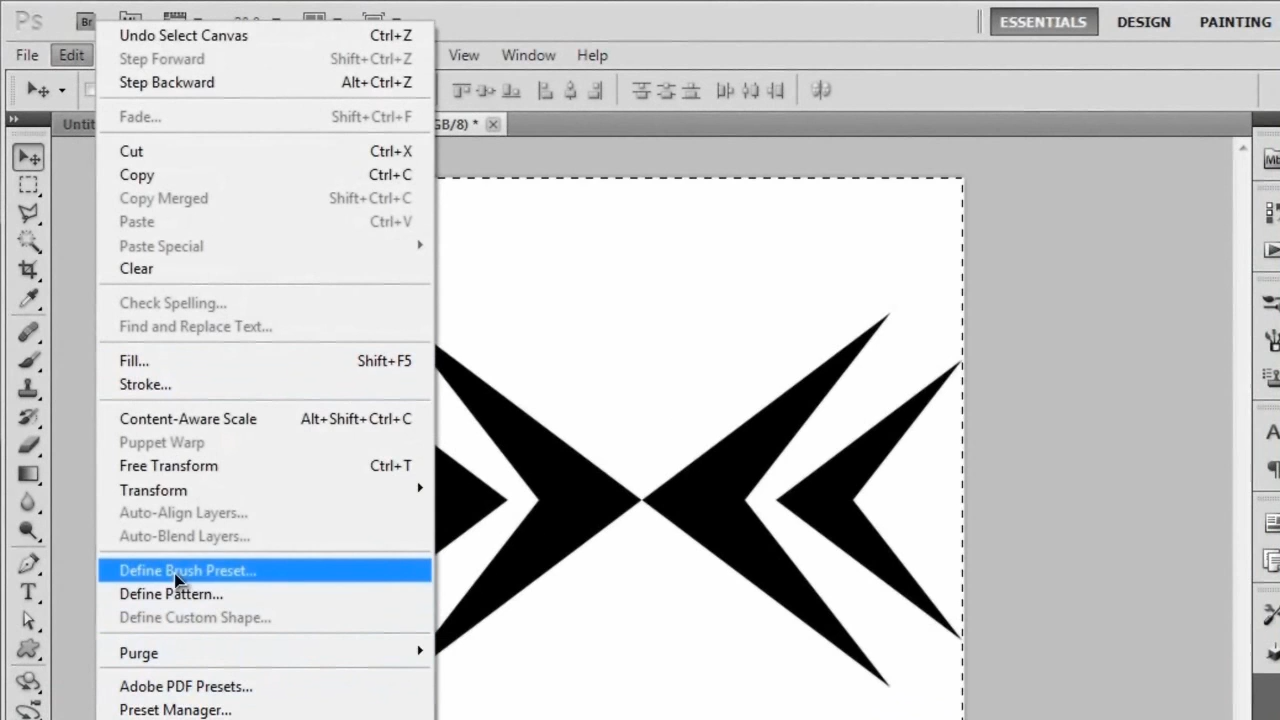 Ps
Br
ESSENTIALS DESIGN PAINTING
File Edit View Window Help
Undo Select Canvas Ctrl+Z
Step Forward Shift+Ctrl+Z
Step Backward Alt+Ctrl+Z
Fade... Shift+Ctrl+F
GB/8) *
Cut Ctrl+X
Copy Ctrl+C
Copy Merged Shift+Ctrl+C
Paste Ctrl+V
Paste Special
Clear
Check Spelling...
Find and Replace Text...
Fill... Shift+F5
Stroke...
Content-Aware Scale Alt+Shift+Ctrl+C
Puppet Warp
Free Transform Ctrl+T
Transform
Auto-Align Layers...
Auto-Blend Layers...
Define Brush Preset...
Define Pattern...
Define Custom Shape...
Purge
Adobe PDF Presets...
Preset Manager...